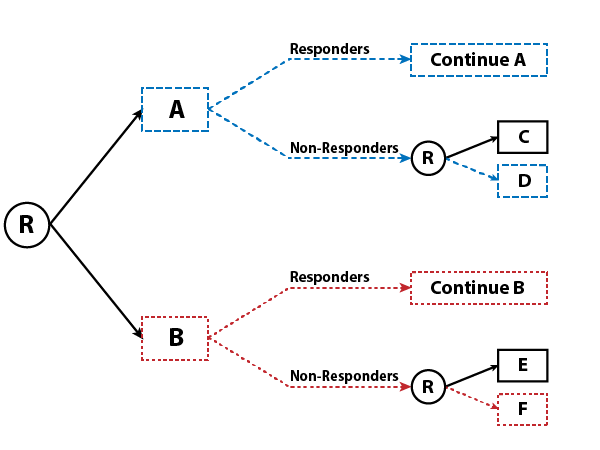 R
A
Responders
Continue A
Non-Responders
R
C
D
B
Responders
Continue B
Non-Responders
R
E
F